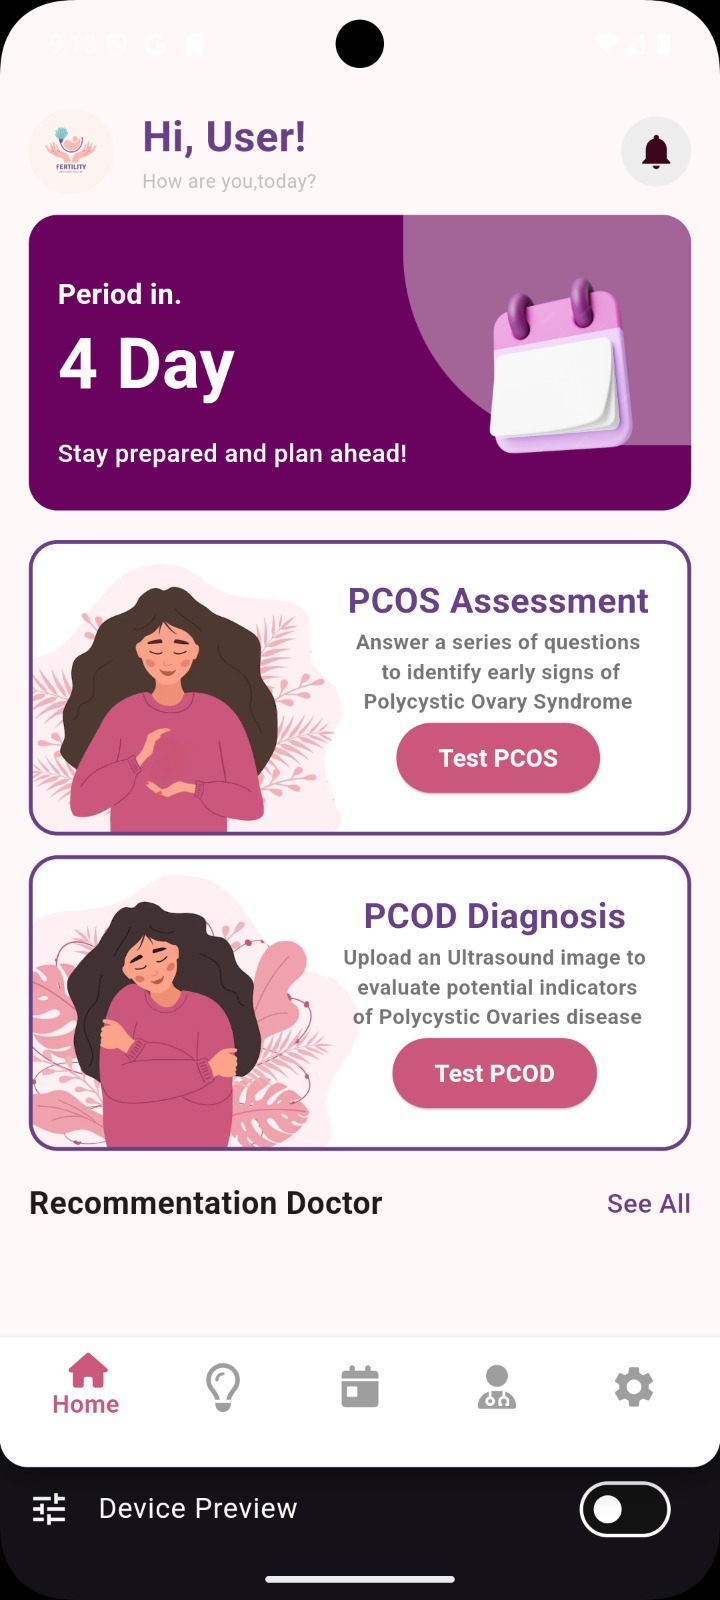 9:13
Hi, User!
How are you,today?
FERTILITY
Period in.
4 Day
Stay prepared and plan ahead!
PCOS Assessment
Answer a series of questions
to identify early signs of
Polycystic Ovary Syndrome
Test PCOS
PCOD Diagnosis
Upload an Ultrasound image to
evaluate potential indicators
of Polycystic Ovaries disease
Test PCOD
Recommentation Doctor
See All
Home
Device Preview